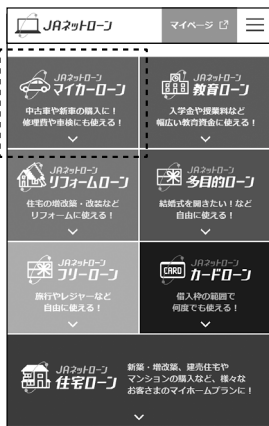 JAネットローン
マイページ
JAネットローン
マイカーローン
中古車や新車の購入に！
修理費や車検にも使える！
JAネットローン
教育ローン
入学金や授業料など
幅広い教育資金に使える！
JAネットローン
リフォームローン
住宅の増改築・改装など
リフォームに使える！
JAネットローン
多目的ローン
結婚式を開きたい！など
自由に使える！
JAネットローン
フリーローン
旅行やレジャーなど
自由に使える！
CARD
JAネットローン
カードローン
借入枠の範囲で
何度でも使える！
JAネットローン
住宅ローン
新築・増改築、建売住宅や
マンションの購入など、様々な
お客さまのマイホームプランに！